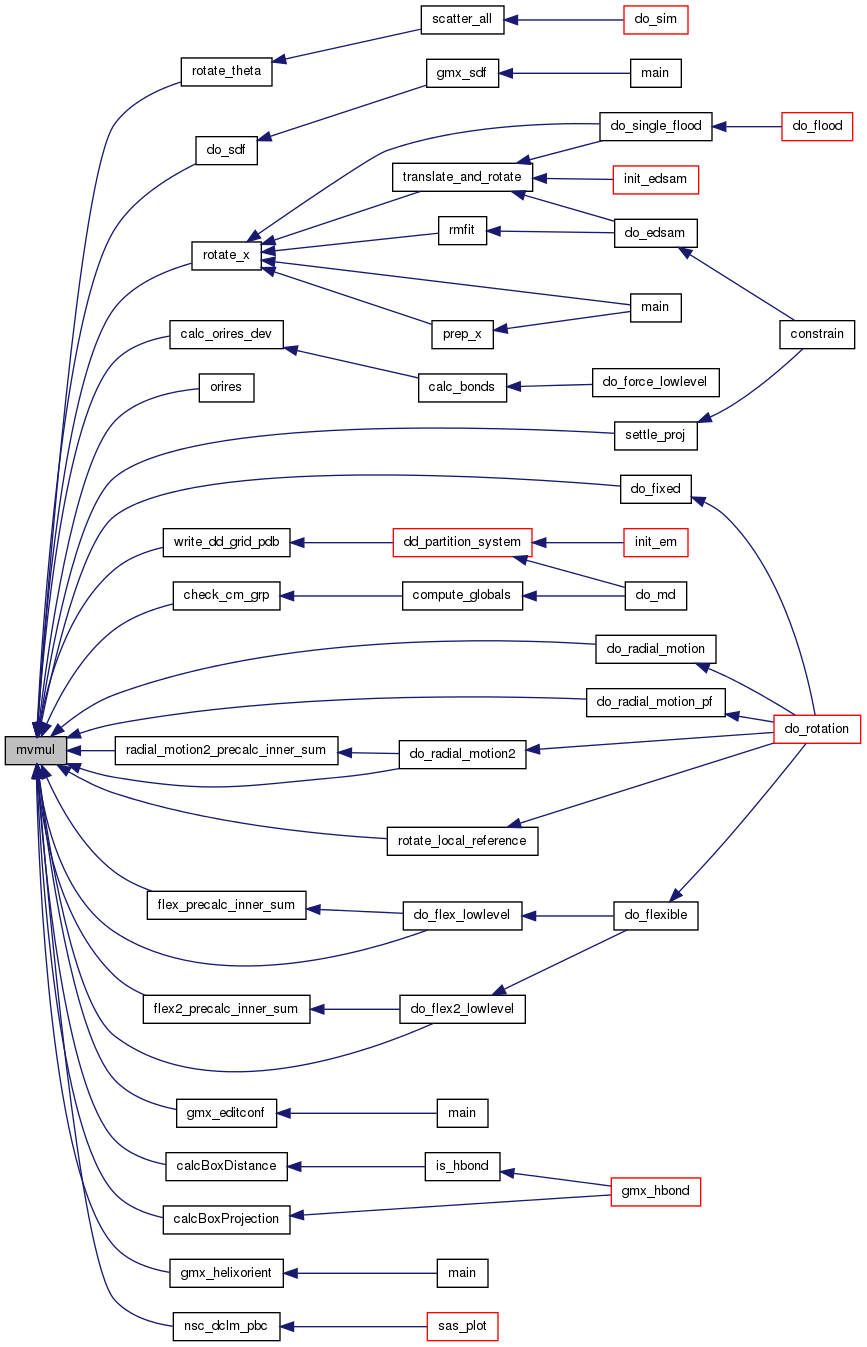 scatter_all
do_sim
rotate_theta
gmx_sdf
main
do_single_flood
do_flood
do_sdf
translate_and_rotate
init_edsam
rmfit
do_edsam
rotate_x
main
prep_x
constrain
calc_orires_dev
orires
calc_bonds
do_force_lowlevel
settle_proj
do_fixed
write_dd_grid_pdb
dd_partition_system
init_em
check_cm_grp
compute_globals
do_md
do_radial_motion
do_radial_motion_pf
do_rotation
mvmul
radial_motion2_precalc_inner_sum
do_radial_motion2
rotate_local_reference
flex_precalc_inner_sum
do_flex_lowlevel
do_flexible
flex2_precalc_inner_sum
do_flex2_lowlevel
gmx_editconf
main
calcBoxDistance
is_hbond
gmx_hbond
calcBoxProjection
gmx_helixorient
main
nsc_dclm_pbc
sas_plot